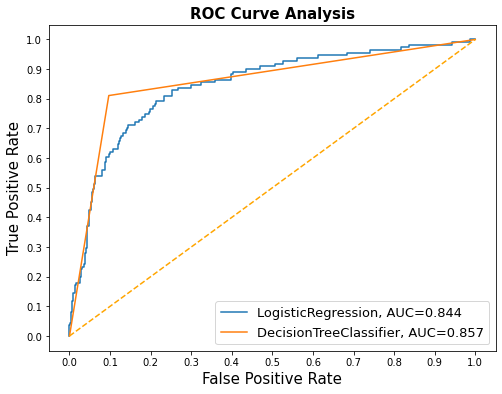 ROC Curve Analysis
True Positive Rate
1.0
0.9
0.8
0.7
0.6
0.5
0.4
0.3
0.2
0.1
0.0
LogisticRegression, AUC=0.844
DecisionTreeClassifier, AUC=0.857
0.0 0.1 0.2 0.3 0.4 0.5 0.6 0.7 0.8 0.9 1.0
False Positive Rate